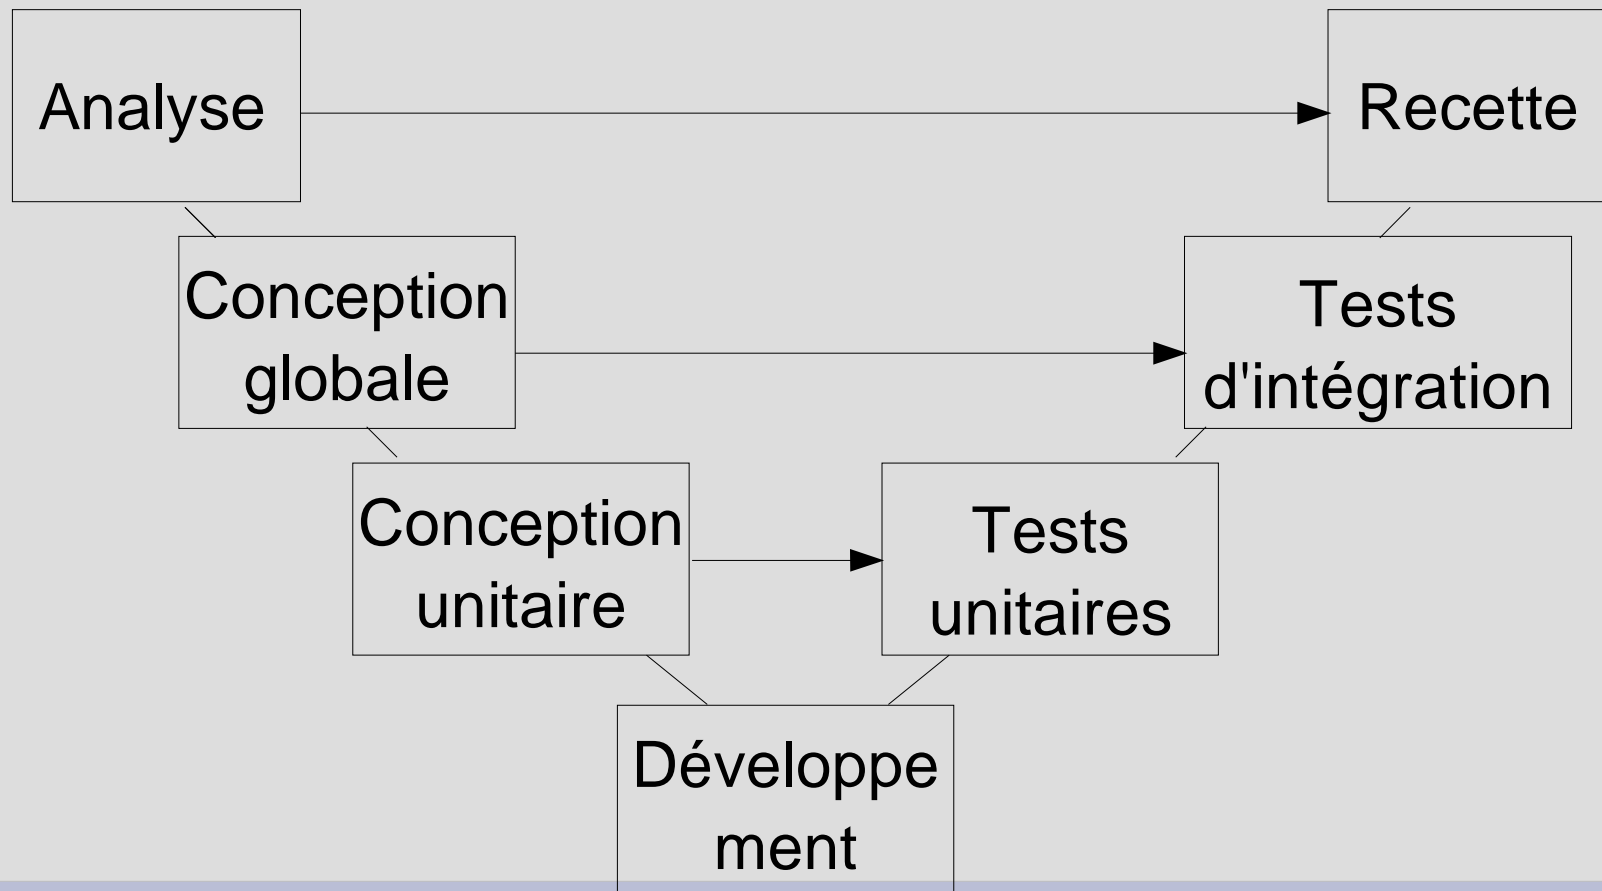 Analyse
Recette
Conception
globale
Tests
d'intégration
Conception
unitaire
Tests
unitaires
Développe
ment